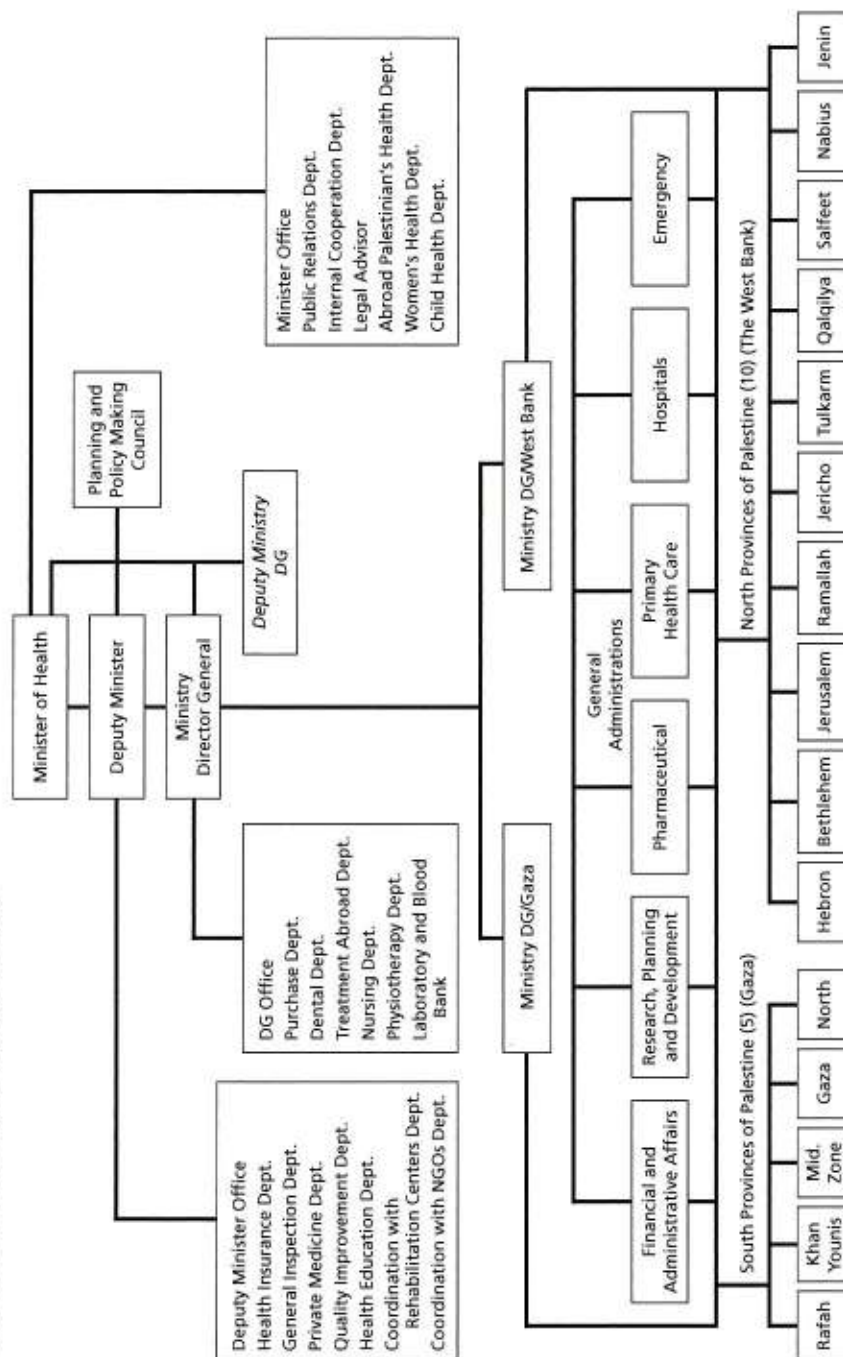 Minister of Health
Deputy Minister
Ministry
Director General
Planning and
Policy Making
Council
Deputy Ministry
DG
Deputy Minister Office
Health Insurance Dept.
General Inspection Dept.
Private Medicine Dept.
Quality Improvement Dept.
Health Education Dept.
Coordination with
Rehabilitation Centers Dept.
Coordination with NGOs Dept.
DG Office
Purchase Dept.
Dental Dept.
Treatment Abroad Dept.
Nursing Dept.
Physiotherapy Dept.
Laboratory and Blood
Bank
Minister Office
Public Relations Dept.
Internal Cooperation Dept.
Legal Advisor
Abroad Palestinian's Health Dept.
Women's Health Dept.
Child Health Dept.
Ministry DG/Gaza
Ministry DG/West Bank
General
Administrations
Financial and
Administrative Affairs
Research, Planning
and Development
Pharmaceutical
Primary
Health Care
Hospitals
Emergency
South Provinces of Palestine (5) (Gaza)
North Provinces of Palestine (10) (The West Bank)
Rafah
Khan
Younis
Mid.
Zone
Gaza
North
Hebron
Bethlehem
Jerusalem
Ramallah
Jericho
Tulkarm
Qalqilya
Salfeet
Nablus
Jenin